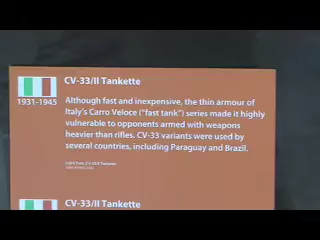 CV-33/II Tankette
1931-1945
Although fast and inexpensive, the thin armour of
Italy's Carro Veloce ("fast tank") series made it highly
vulnerable to opponents armed with weapons
heavier than rifles. CV-33 variants were used by
several countries, including Paraguay and Brazil.
CV-33/II Tankette